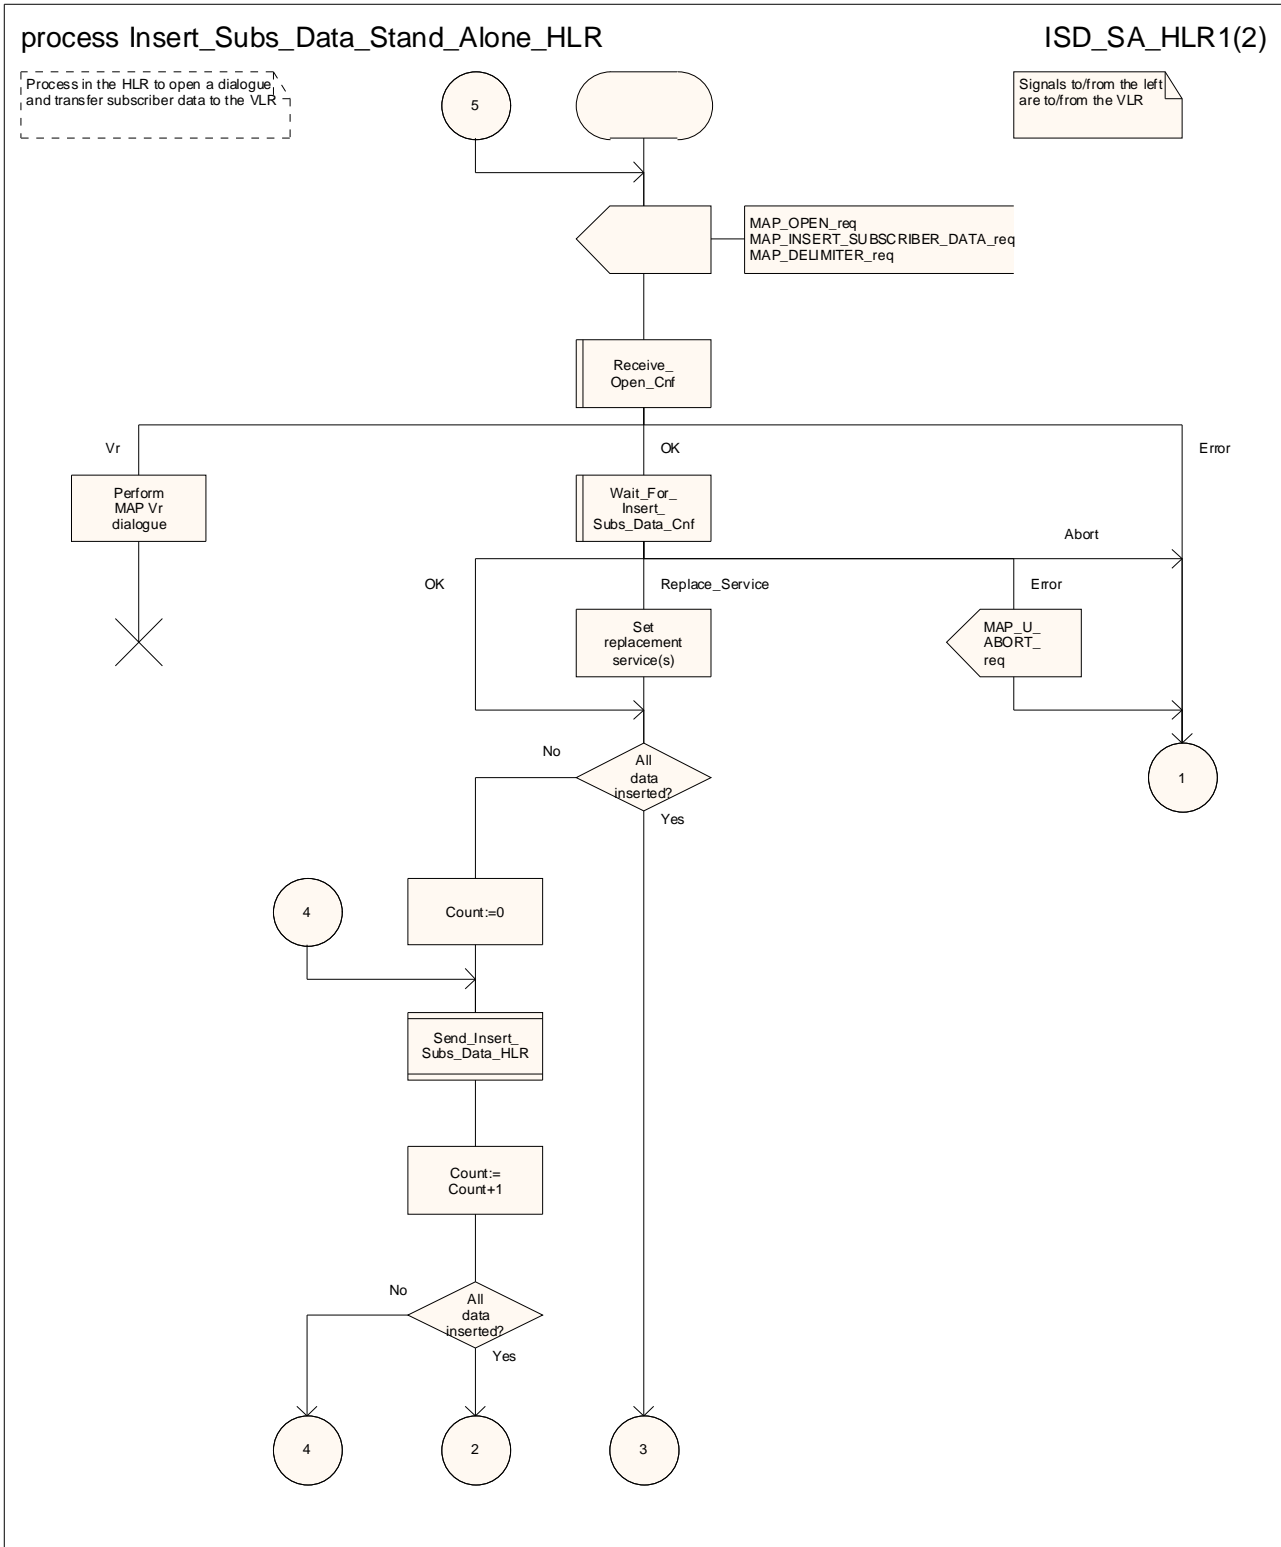 process Insert_Subs_Data_Stand_Alone_HLR
ISD_SA_HLR1(2)
Process in the HLR to open a dialogue
and transfer subscriber data to the VLR
5
Signals to/from the left
are to/from the VLR
MAP_OPEN_req
MAP_INSERT_SUBSCRIBER_DATA_req
MAP_DELIMITER_req
Receive_
Open_Cnf
Vr
OK
Error
Perform
MAP Vr
dialogue
Wait_For_
Insert_
Subs_Data_Cnf
Abort
OK
Replace_Service
Error
Set
replacement
service(s)
MAP_U_
ABORT_
req
No
All
data
inserted?
1
Yes
4
Count:=0
Send_Insert_
Subs_Data_HLR
Count:=
Count+1
No
All
data
inserted?
Yes
4
2
3